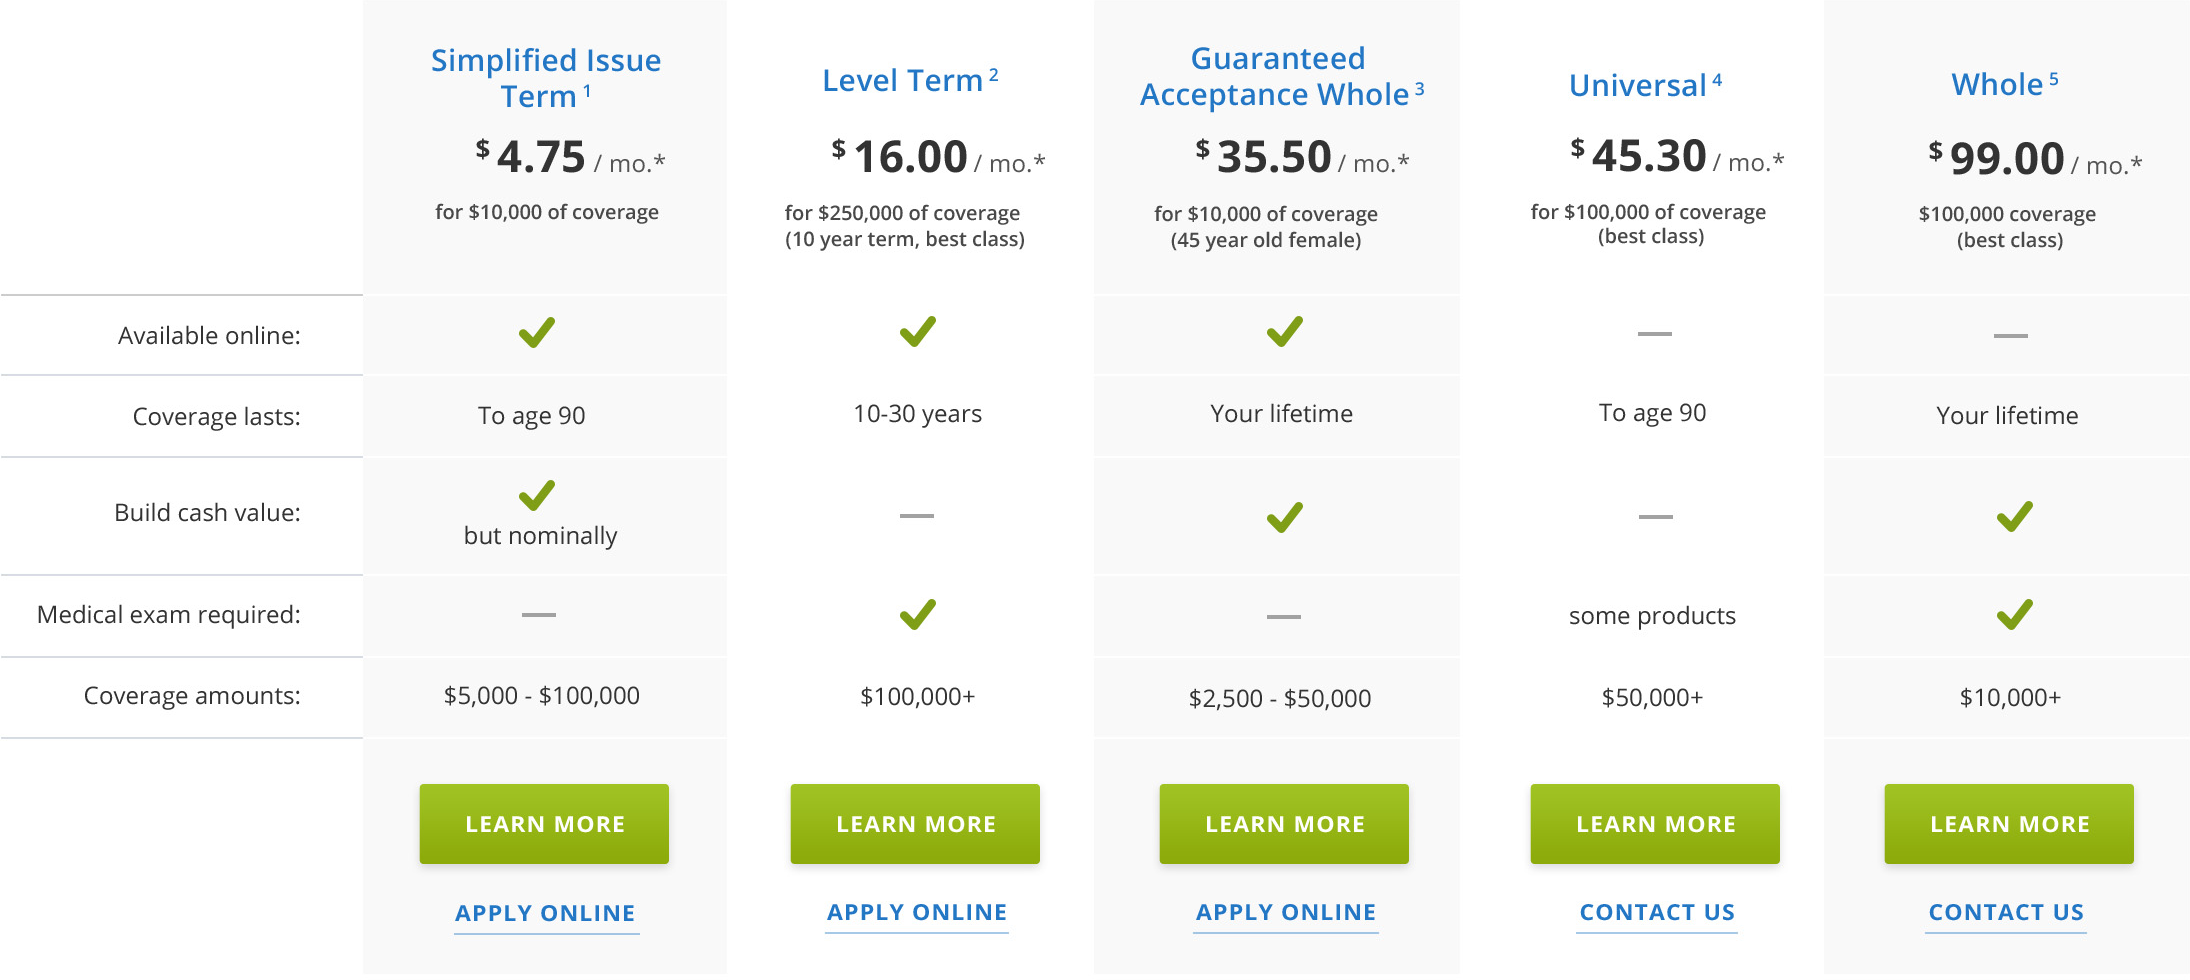 Simplified Issue
Term 1
$ 4.75 / mo.*
for $10,000 of coverage
Level Term 2
$ 16.00 / mo.*
for $250,000 of coverage
(10 year term, best class)
Guaranteed
Acceptance Whole 3
$ 35.50 / mo.*
for $10,000 of coverage
(45 year old female)
Universal 4
$ 45.30 / mo.*
for $100,000 of coverage
(best class)
Whole 5
$ 99.00 / mo.*
$100,000 coverage
(best class)
Available online:
Coverage lasts: To age 90 10-30 years Your lifetime To age 90 Your lifetime
Build cash value:
but nominally
Medical exam required: some products
Coverage amounts: $5,000 - $100,000 $100,000+ $2,500 - $50,000 $50,000+ $10,000+
LEARN MORE LEARN MORE LEARN MORE LEARN MORE LEARN MORE
APPLY ONLINE APPLY ONLINE APPLY ONLINE CONTACT US CONTACT US